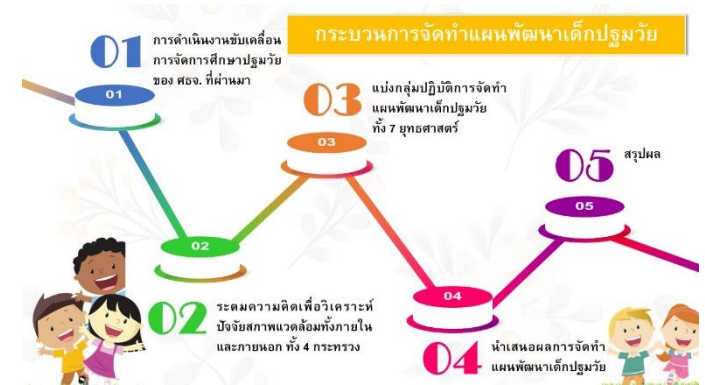 กระบวนการจัดทำแผนพัฒนาเด็กปฐมวัย
01
การดำเนินงานขับเคลื่อน
การจัดการศึกษาปฐมวัย
ของ ศธจ. ที่ผ่านมา
01
02
02
ระดมความคิดเพื่อวิเคราะห์
ปัจจัยสภาพแวดล้อมทั้งภายใน
และภายนอก ทั้ง 4 กระทรวง
03
แบ่งกลุ่มปฏิบัติการจัดทำ
แผนพัฒนาเด็กปฐมวัย
ทั้ง 7 ยุทธศาสตร์
03
04
04
นำเสนอผลการจัดทำ
แผนพัฒนาเด็กปฐมวัย
05
สรุปผล
05